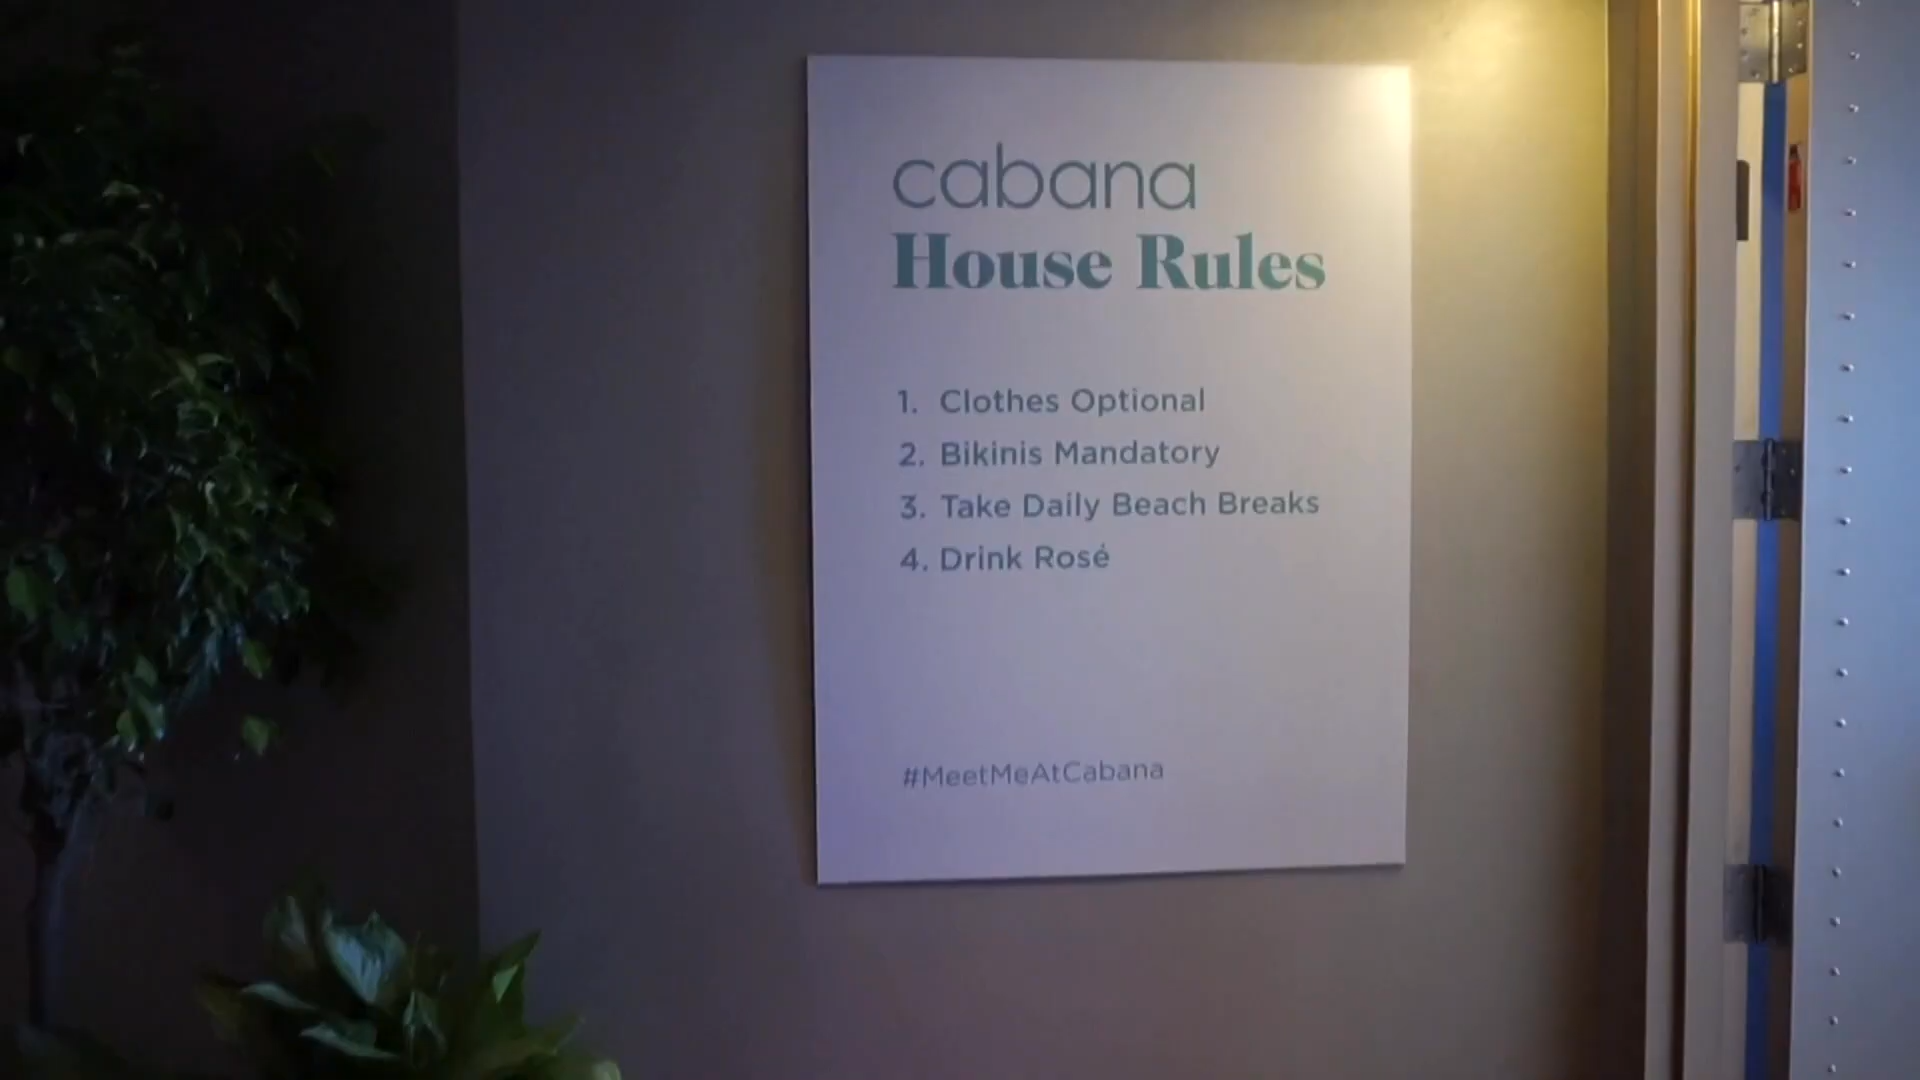 cabana
House Rules
1. Clothes Optional
2. Bikinis Mandatory
3. Take Daily Beach Breaks
4. Drink Rosé
#MeetMeAtCabana